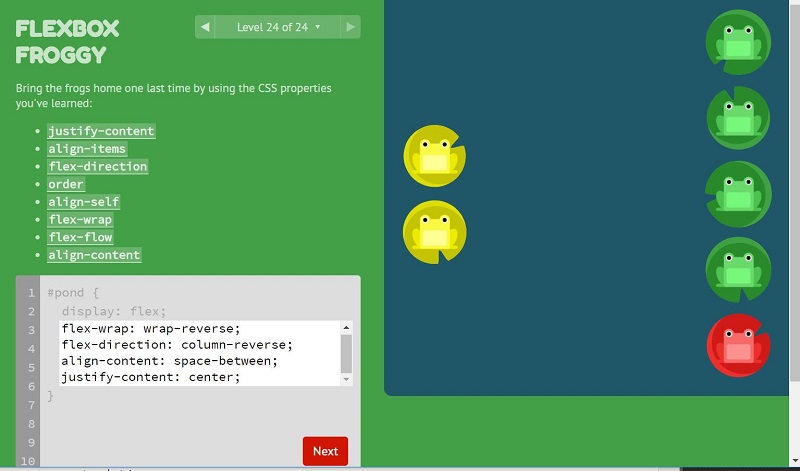 FLEXBOX
FROGGY
◀ Level 24 of 24 ▼ ▶
Bring the frogs home one last time by using the CSS properties
you've learned:
• justify-content
• align-items
• flex-direction
• order
• align-self
• flex-wrap
• flex-flow
• align-content
1 #pond {
2 display: flex;
3 flex-wrap: wrap-reverse;
4 flex-direction: column-reverse;
5 align-content: space-between;
6 justify-content: center;
7 }
8
9
10
Next